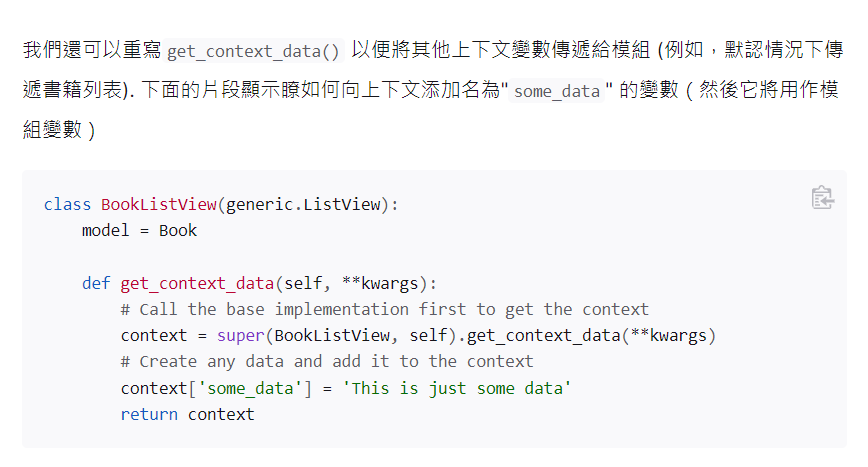 我們還可以重寫 get_context_data() 以便將其他上下文變數傳遞給模組 (例如，默認情況下傳
遞書籍列表). 下面的片段顯示瞭如何向上下文添加名為" some_data " 的變數（然後它將用作模
組變數）
class BookListView(generic.ListView):
    model = Book

    def get_context_data(self, **kwargs):
        # Call the base implementation first to get the context
        context = super(BookListView, self).get_context_data(**kwargs)
        # Create any data and add it to the context
        context['some_data'] = 'This is just some data'
        return context